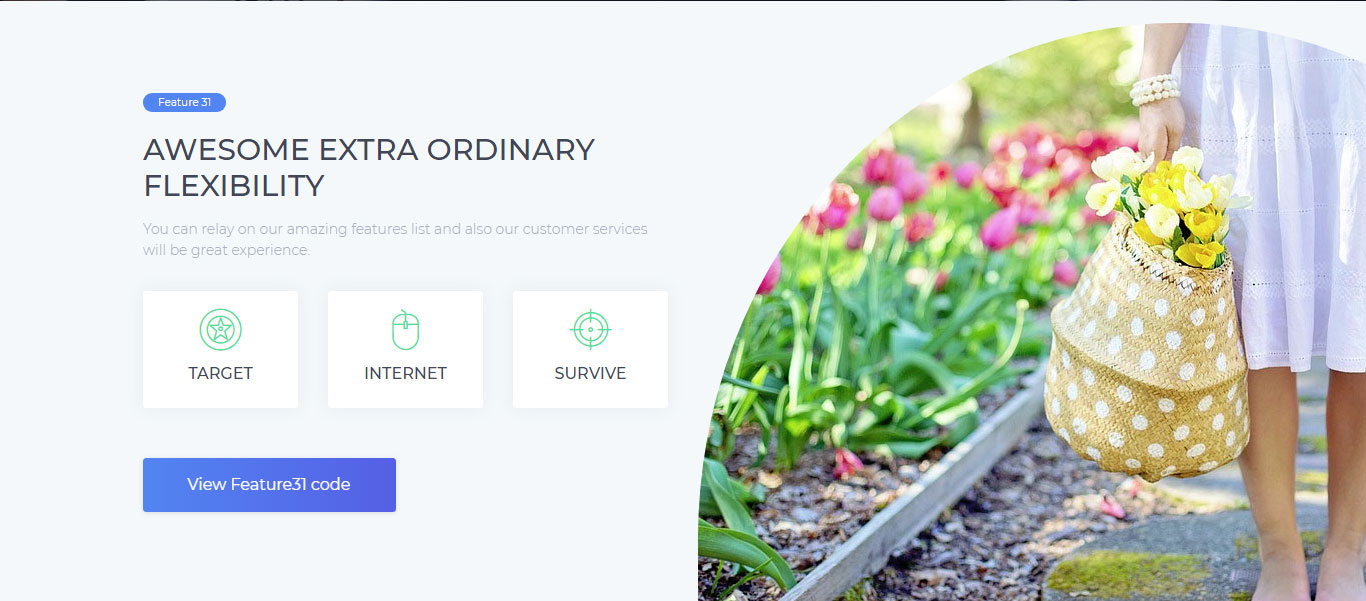 Feature 31
AWESOME EXTRA ORDINARY
FLEXIBILITY
You can relay on our amazing features list and also our customer services
will be great experience.
TARGET
INTERNET
SURVIVE
View Feature31 code